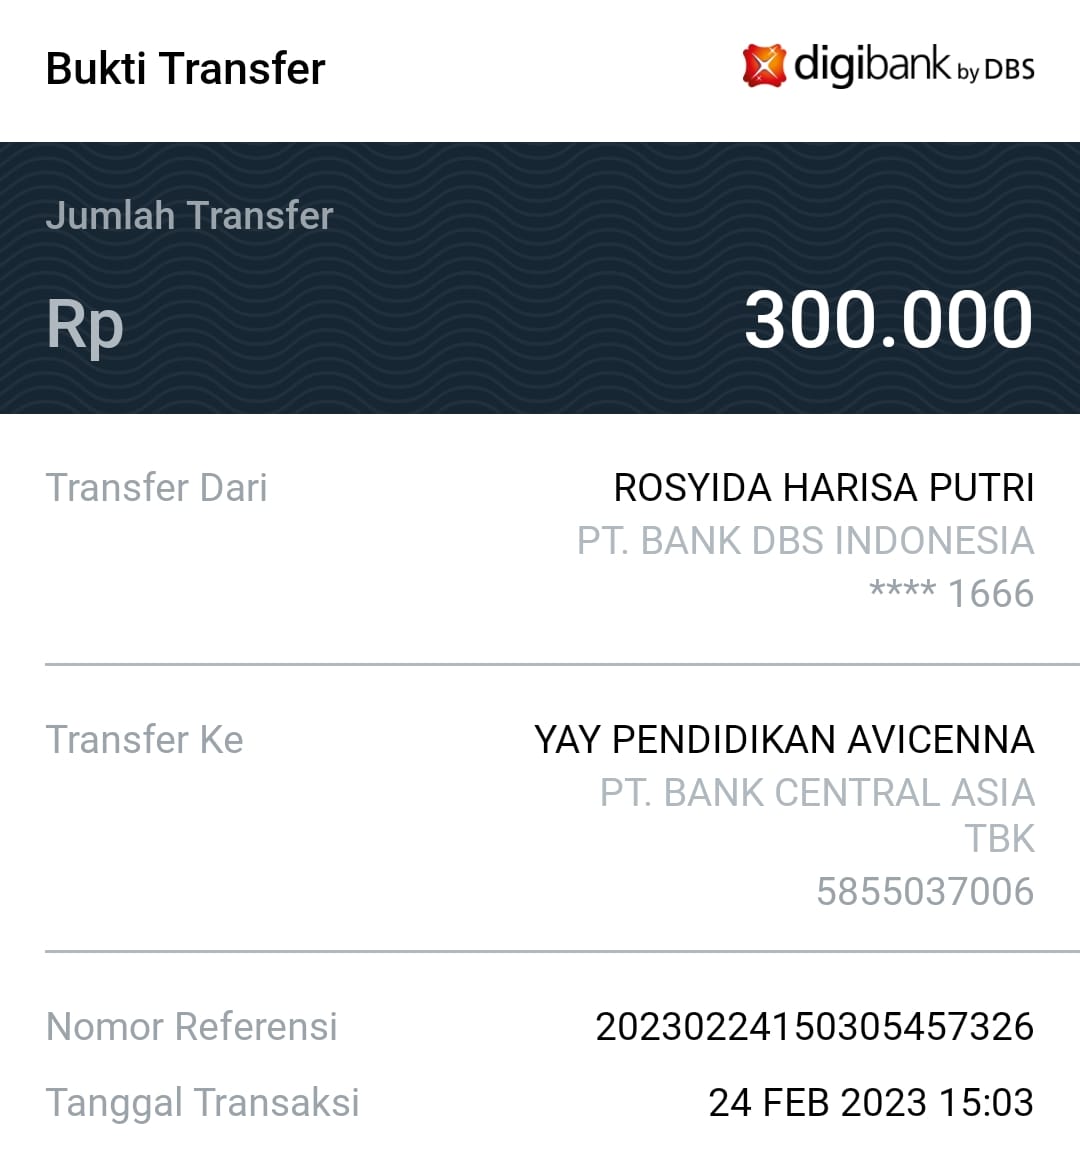 Bukti Transfer
digibank by DBS
Jumlah Transfer
Rp 300.000
Transfer Dari
ROSYIDA HARISA PUTRI
PT. BANK DBS INDONESIA
**** 1666
Transfer Ke
YAY PENDIDIKAN AVICENNA
PT. BANK CENTRAL ASIA
TBK
5855037006
Nomor Referensi
20230224150305457326
Tanggal Transaksi
24 FEB 2023 15:03